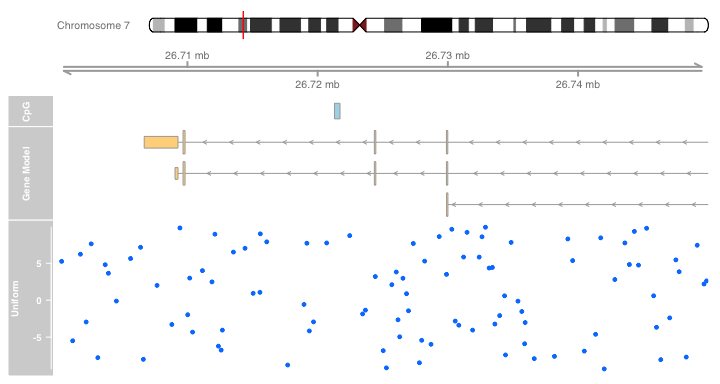 Chromosome 7
26.71 mb
26.73 mb
26.72 mb
26.74 mb
CpG
Gene Model
Uniform
5
0
-5